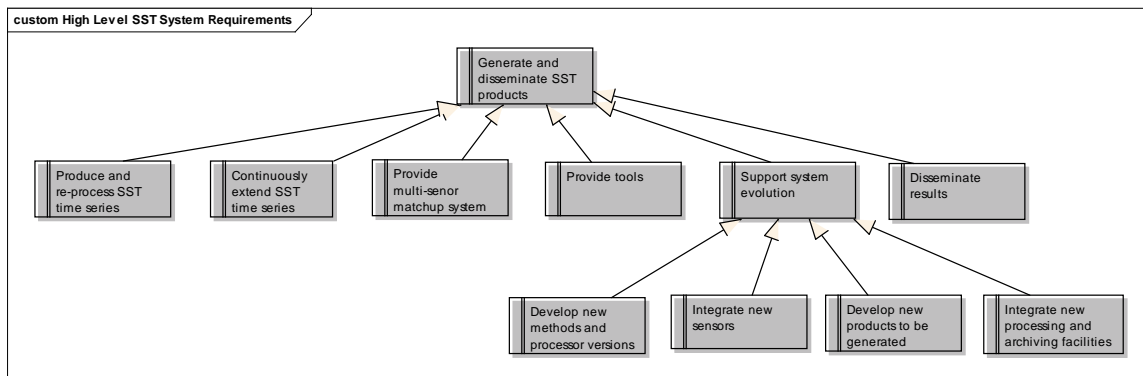 custom High Level SST System Requirements
Generate and
disseminate SST
products
Produce and
re-process SST
time series
Continuously
extend SST
time series
Provide
multi-senor
matchup system
Provide tools
Support system
evolution
Disseminate
results
Develop new
methods and
processor versions
Integrate new
sensors
Develop new
products to be
generated
Integrate new
processing and
archiving facilities